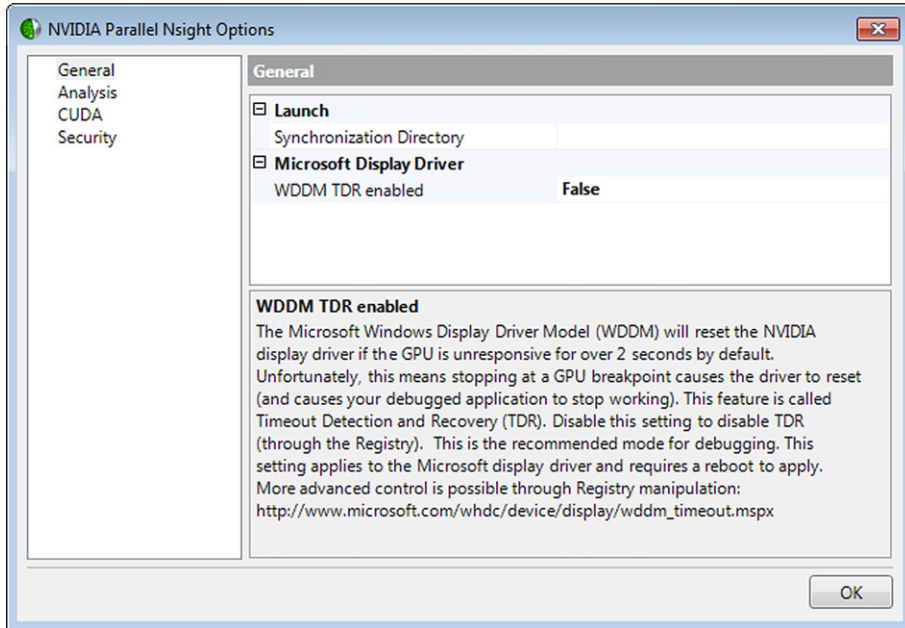 NVIDIA Parallel Nsight Options
General
Analysis
CUDA
Security
General
Launch
Synchronization Directory
Microsoft Display Driver
WDDM TDR enabled False
WDDM TDR enabled
The Microsoft Windows Display Driver Model (WDDM) will reset the NVIDIA
display driver if the GPU is unresponsive for over 2 seconds by default.
Unfortunately, this means stopping at a GPU breakpoint causes the driver to reset
(and causes your debugged application to stop working). This feature is called
Timeout Detection and Recovery (TDR). Disable this setting to disable TDR
(through the Registry).  This is the recommended mode for debugging. This
setting applies to the Microsoft display driver and requires a reboot to apply.
More advanced control is possible through Registry manipulation:
http://www.microsoft.com/whdc/device/display/wddm_timeout.mspx
OK